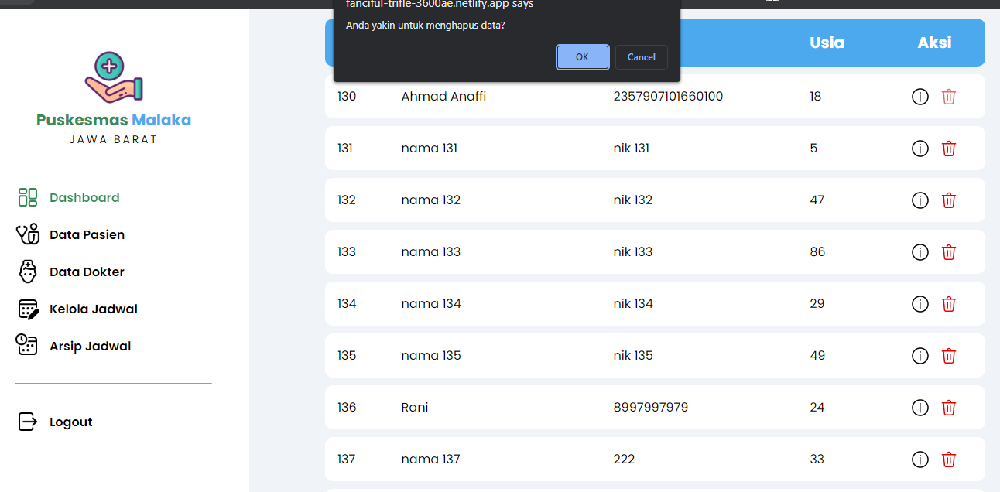 fanciful-trifle-3600ae.netlify.app says
Anda yakin untuk menghapus data?
OK Cancel
Puskesmas Malaka
JAWA BARAT
Dashboard
Data Pasien
Data Dokter
Kelola Jadwal
Arsip Jadwal
Logout
Usia Aksi
130 Ahmad Anaffi 2357907101660100 18
131 nama 131 nik 131 5
132 nama 132 nik 132 47
133 nama 133 nik 133 86
134 nama 134 nik 134 29
135 nama 135 nik 135 49
136 Rani 8997997979 24
137 nama 137 222 33